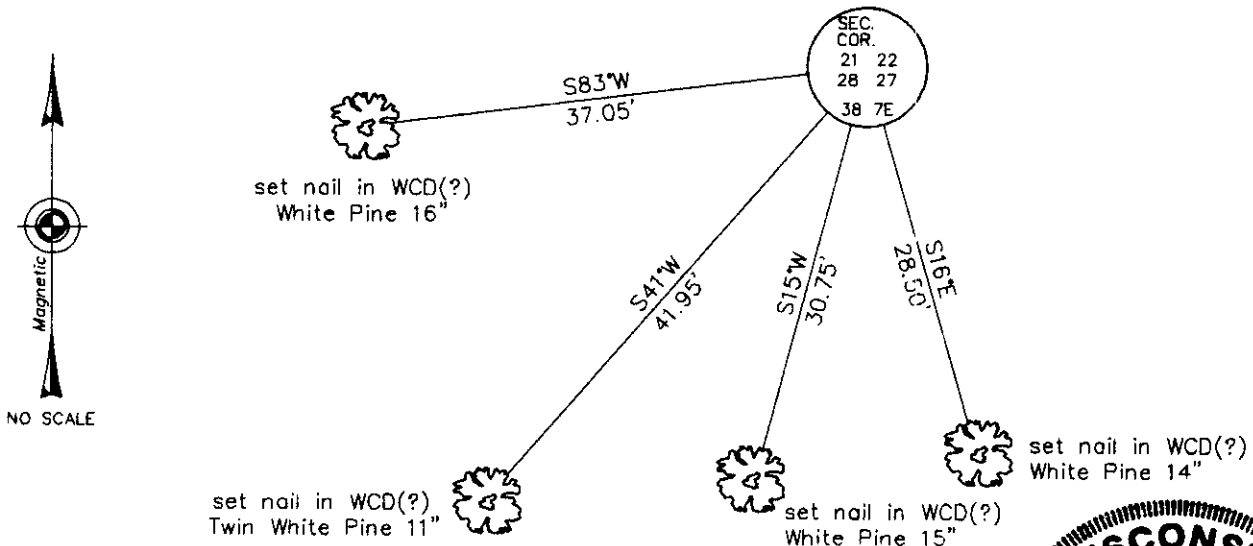 SEC.
COR.
21 22
28 27
38 7E
S83°W
37.05'
set nail in WCD(?)
White Pine 16"
Magnetic
NO SCALE
S41°W
41.95'
S15°W
30.75'
S16°E
28.50'
set nail in WCD(?)
Twin White Pine 11"
set nail in WCD(?)
White Pine 15"
set nail in WCD(?)
White Pine 14"
SCONS